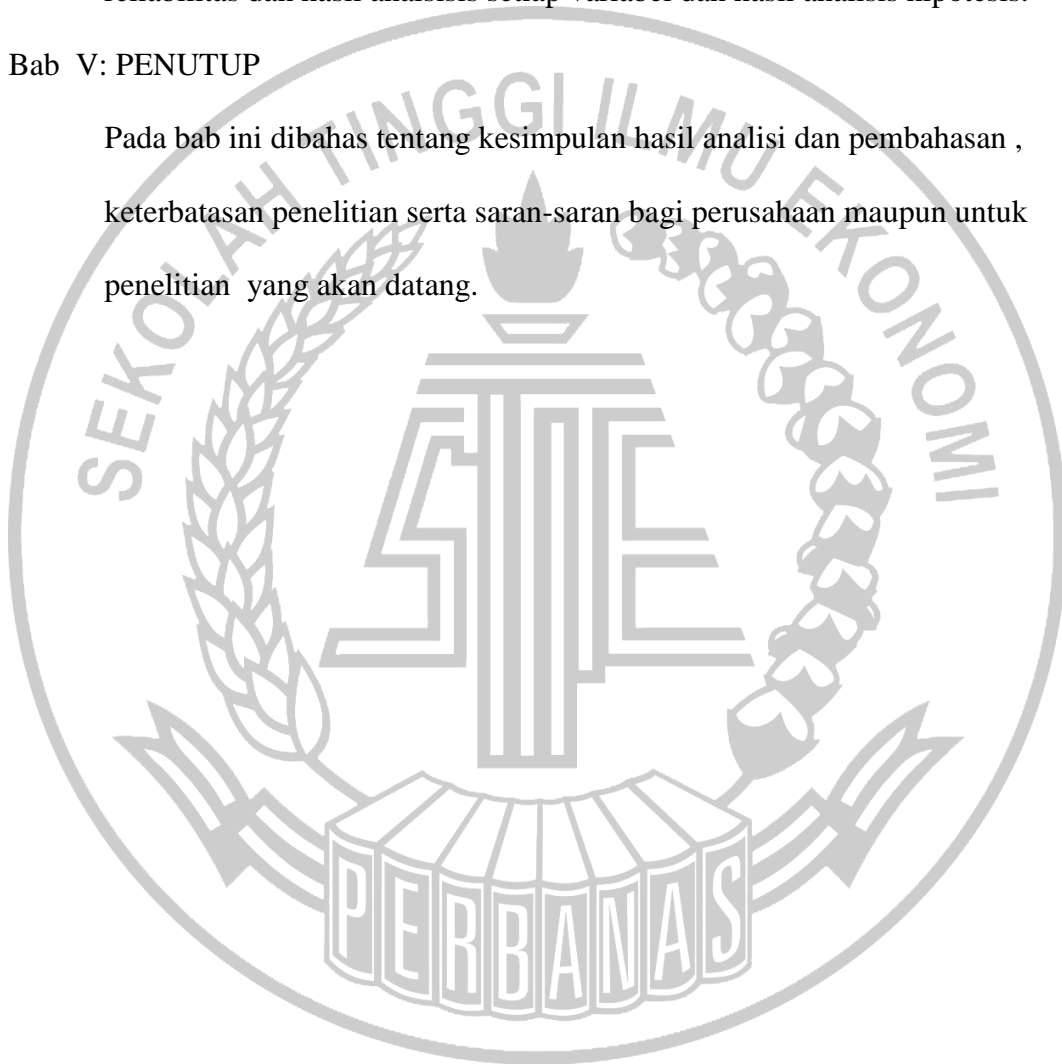 dan hasil setiap variabel dan hasil analisis hipotesis.
Bab V: PENUTUP
Pada bab ini dibahas tentang kesimpulan hasil analisi dan pembahasan ,
keterbatasan penelitian serta saran-saran bagi perusahaan maupun untuk
penelitian yang akan datang.
SEKOLAH TINGGI ILMU EKONOMI
STIE
PERBANAS